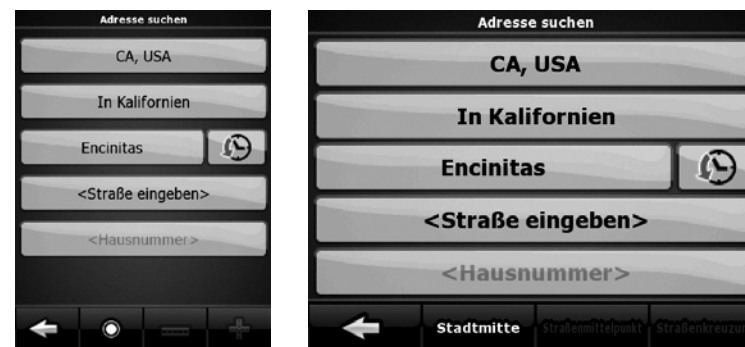 Adresse suchen
CA, USA
In Kalifornien
Encinitas
<Straße eingeben>
<Hausnummer>
Adresse suchen
CA, USA
In Kalifornien
Encinitas
<Straße eingeben>
<Hausnummer>
Stadtmitte Straßenmittelpunkt